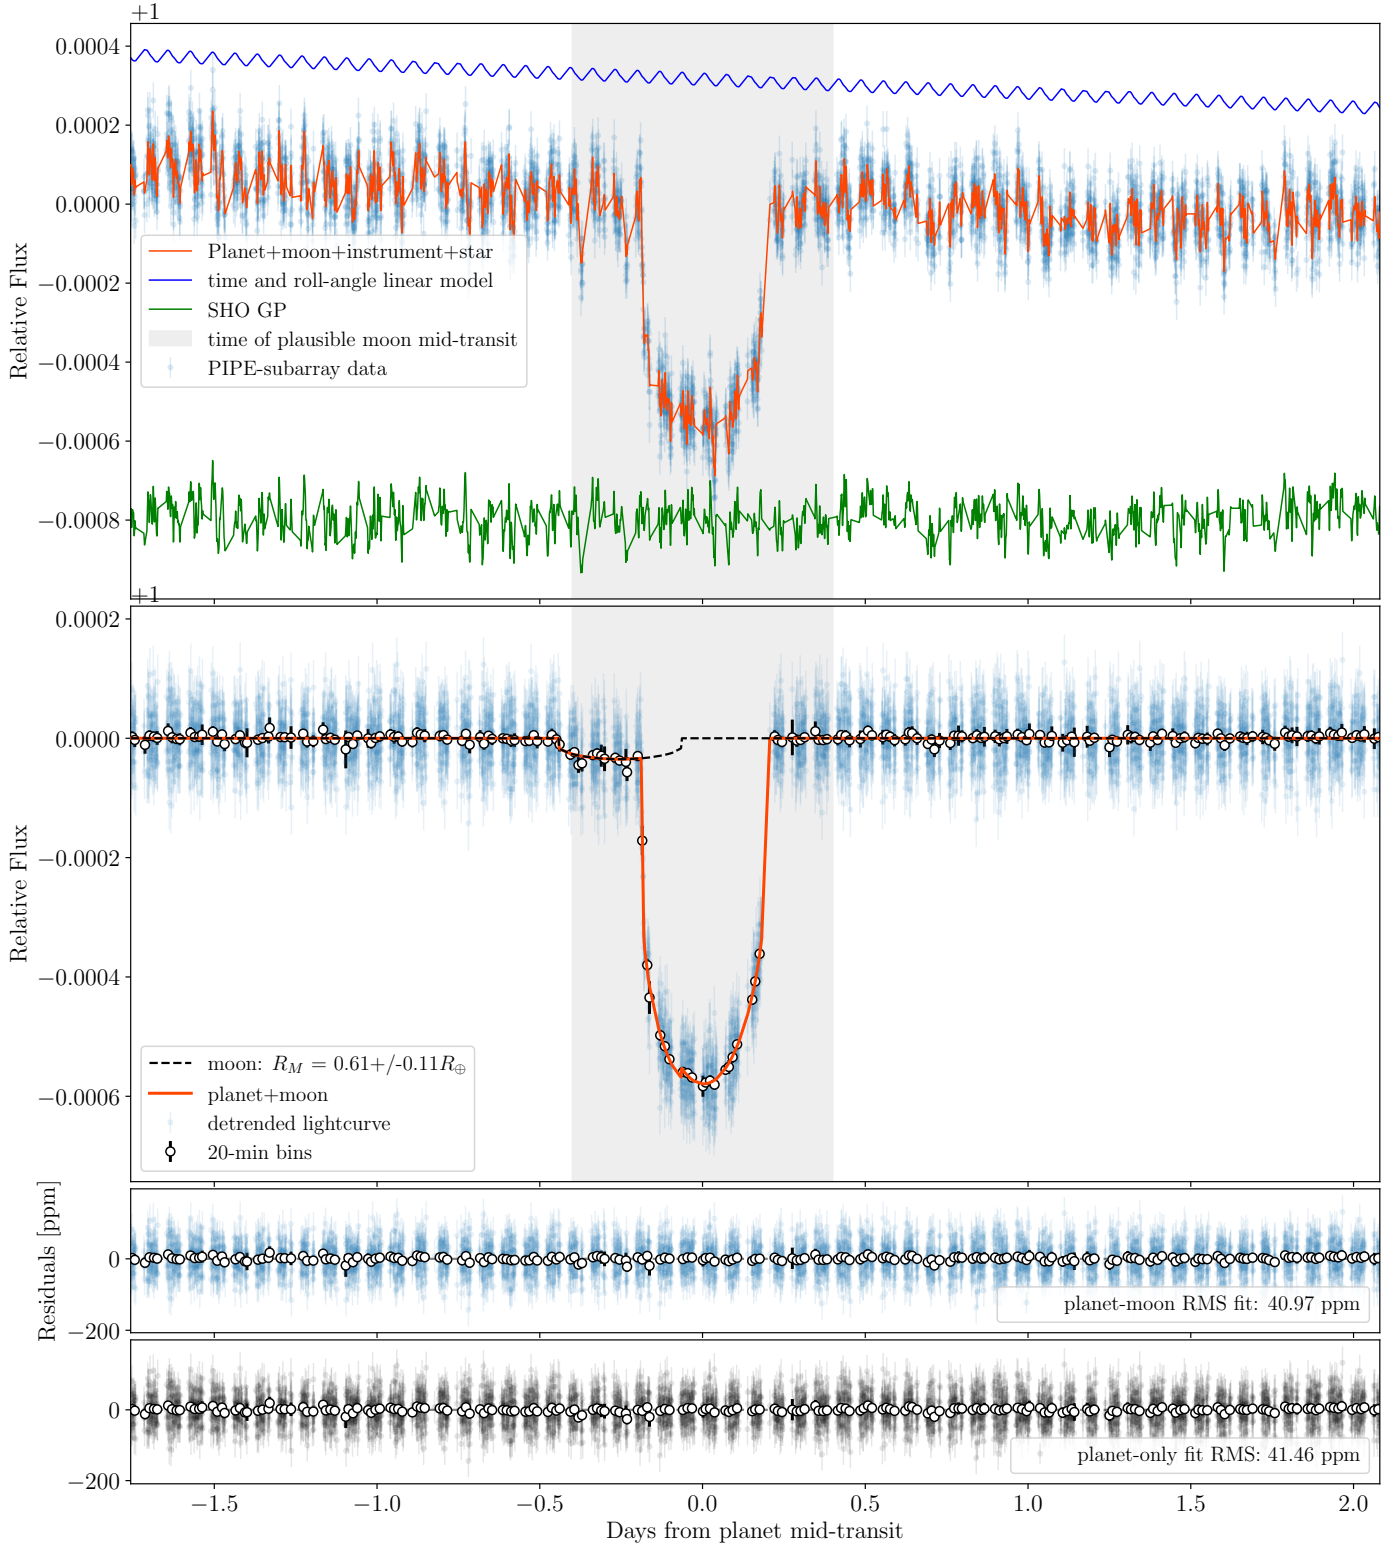 +1
0.0004
0.0002
0.0000
−0.0002
−0.0004
−0.0006
−0.0008
Relative Flux
Planet+moon+instrument+star
time and roll-angle linear model
SHO GP
time of plausible moon mid-transit
PIPE-subarray data
+1
0.0002
0.0000
−0.0002
−0.0004
−0.0006
Relative Flux
moon: R_M = 0.61+/-0.11R_⊕
planet+moon
detrended lightcurve
20-min bins
0
−200
Residuals [ppm]
planet-moon RMS fit: 40.97 ppm
0
−200
planet-only fit RMS: 41.46 ppm
−1.5 −1.0 −0.5 0.0 0.5 1.0 1.5 2.0
Days from planet mid-transit